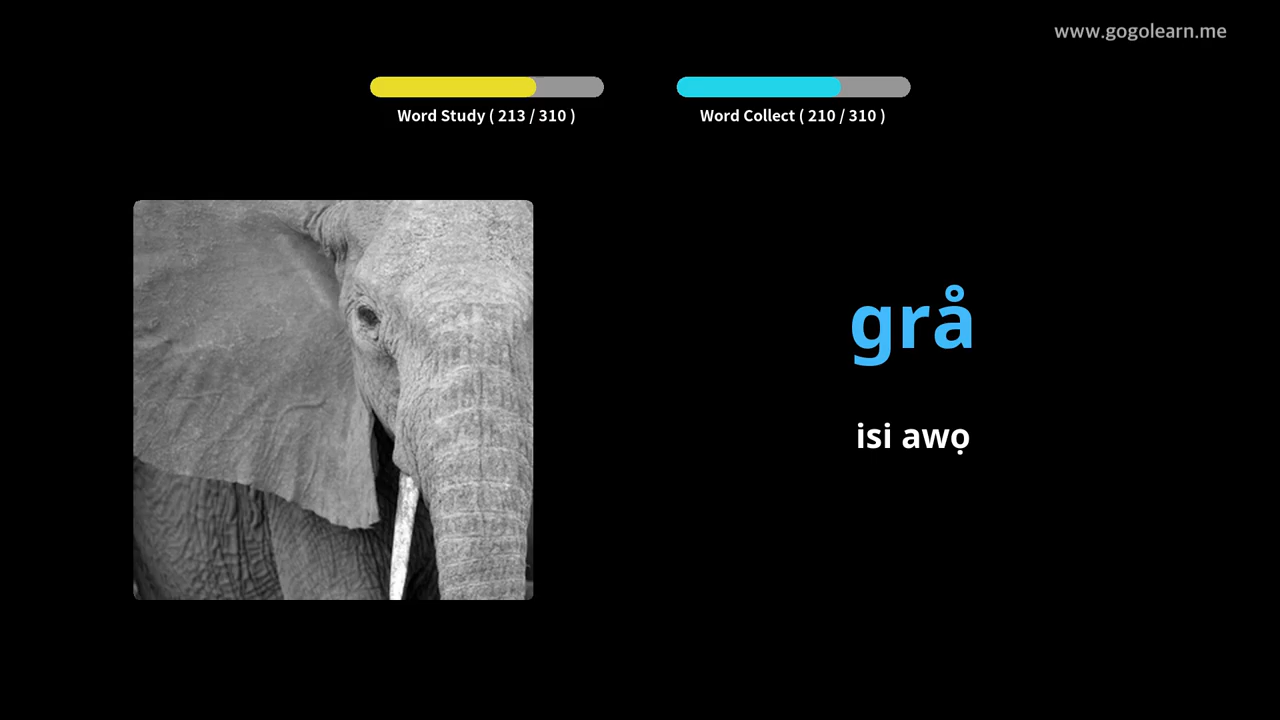 www.gogolearn.me
Word Study ( 213 / 310 )
Word Collect ( 210 / 310 )
grå
isi awọ